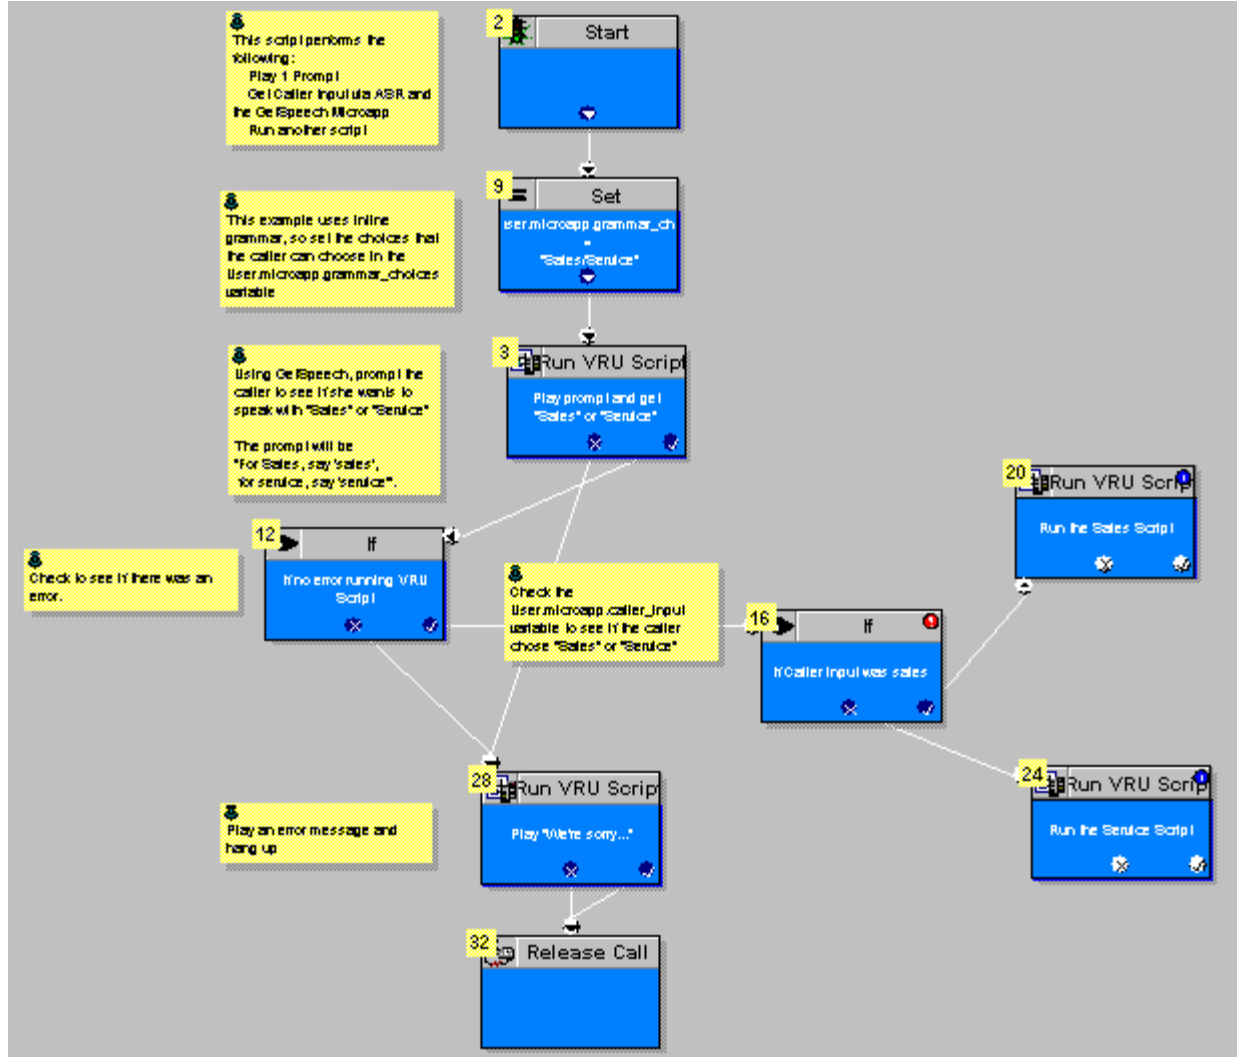 This script performs the
following:
Play 1 Prompt
Get Caller Input via ASR and
the GetSpeech Microapp
Run another script
2
Start
9
Set
user.microapp.grammar_ch
=
"Sales/Service"
This example uses inline
grammar, so set the choices that
the caller can choose in the
User.microapp.grammar_choices
variable
3
Run VRU Script
Play prompt and get
"Sales" or "Service"
Using GetSpeech, prompt the
caller to see if she wants to
speak with "Sales" or "Service"
The prompt will be
"For Sales, say 'sales',
for service, say 'service'".
20
Run VRU Scrip
Run the Sales Script
12
If
If no error running VRU
Script
Check to see if there was an
error.
Check the
User.microapp.caller_input
variable to see if the caller
chose "Sales" or "Service"
16
If
If Caller Input was sales
28
Run VRU Script
Play "We're sorry..."
24
Run VRU Scrip
Run the Service Script
Play an error message and
hang up
32
Release Call